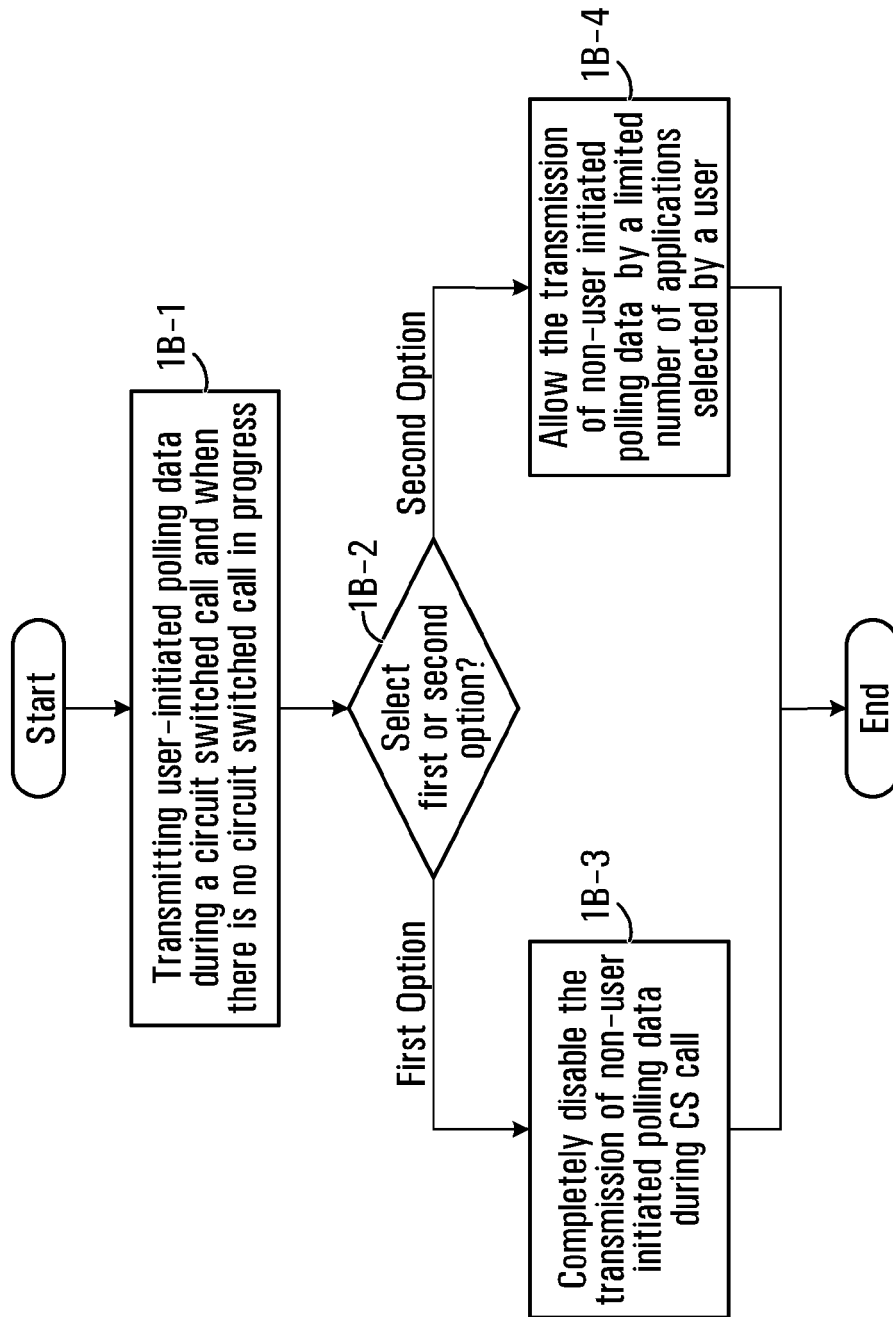 Start
1B-1
Transmitting user-initiated polling data
during a circuit switched call and when
there is no circuit switched call in progress
1B-2
Select
first or second
option?
First Option
Second Option
1B-3
Completely disable the
transmission of non-user
initiated polling data
during CS call
1B-4
Allow the transmission
of non-user initiated
polling data by a limited
number of applications
selected by a user
End